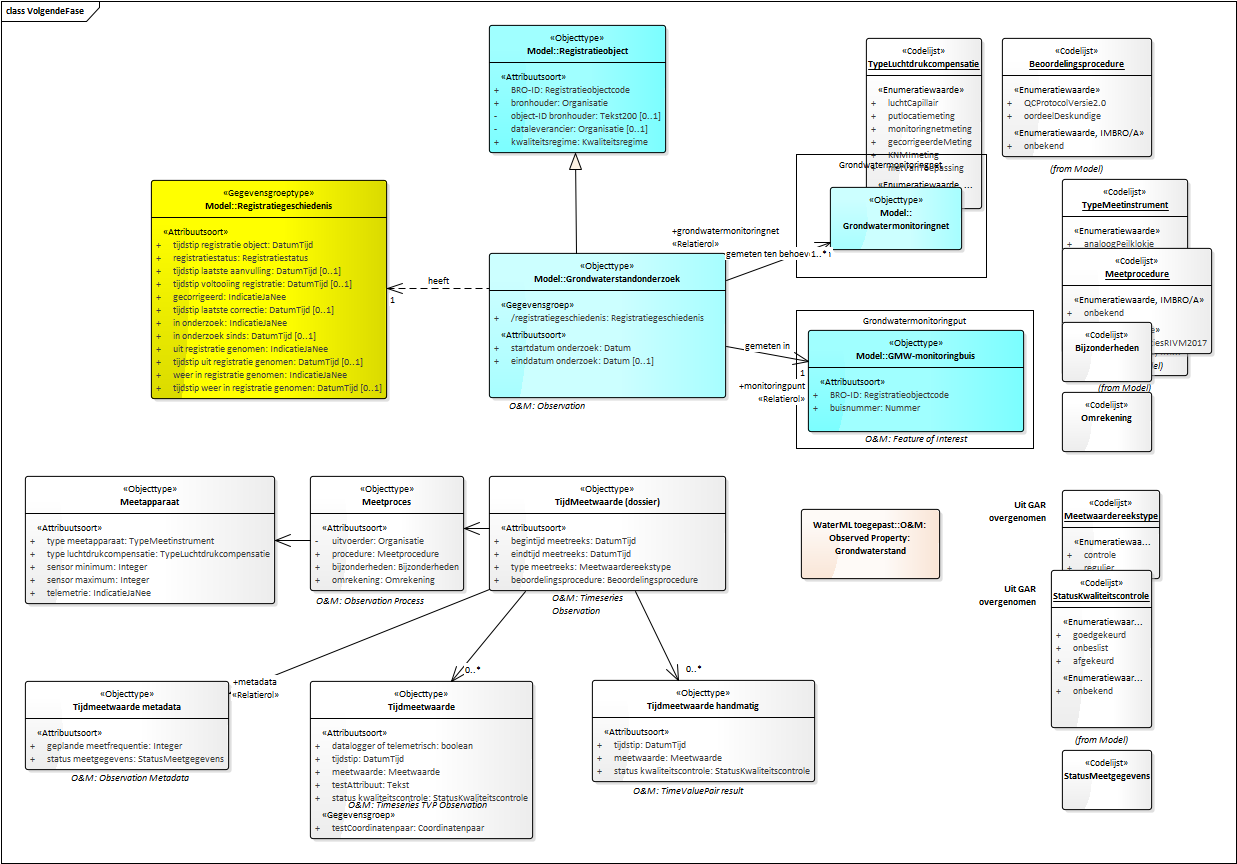 class VolgendeFase
«Objecttype»
Model::Registratieobject
«Attribuutsoort»
+ BRO-ID: Registratieobjectcode
+ bronhouder: Organisatie
- object-ID bronhouder: Tekst200 [0..1]
- dataleverancier: Organisatie [0..1]
+ kwaliteitsregime: Kwaliteitsregime
«Codelijst»
TypeLuchtdrukcompensatie
«Enumeratiewaarde»
+ luchtCapillair
+ putlocatiemeting
+ monitoringnetmeting
+ gecorrigeerdeMeting
+ KNMImeting
+ nietVanToepassing
«Enumeratiewaarde, ...
«Codelijst»
Beoordelingsprocedure
«Enumeratiewaarde»
+ QCProtocolVersie2.0
+ oordeelDeskundige
«Enumeratiewaarde, IMBRO/A»
+ onbekend
(from Model)
Grondwatermonitoringnet
«Objecttype»
Model::
Grondwatermonitoringnet
«Gegevensgroeptype»
Model::Registratiegeschiedenis
«Attribuutsoort»
+ tijdstip registratie object: DatumTijd
+ registratiestatus: Registratiestatus
+ tijdstip laatste aanvulling: DatumTijd [0..1]
+ tijdstip voltooiing registratie: DatumTijd [0..1]
+ gecorrigeerd: IndicatieJaNee
+ tijdstip laatste correctie: DatumTijd [0..1]
+ in onderzoek: IndicatieJaNee
+ in onderzoek sinds: DatumTijd [0..1]
+ uit registratie genomen: IndicatieJaNee
+ tijdstip uit registratie genomen: DatumTijd [0..1]
+ weer in registratie genomen: IndicatieJaNee
+ tijdstip weer in registratie genomen: DatumTijd [0..1]
heeft
1
+grondwatermonitoringnet
«Relatierol»
gemeten ten behoeve
1..*
«Objecttype»
Model::Grondwaterstandonderzoek
«Gegevensgroep»
+ /registratiegeschiedenis: Registratiegeschiedenis
«Attribuutsoort»
+ startdatum onderzoek: Datum
+ einddatum onderzoek: Datum [0..1]
O&M: Observation
gemeten in
1
+monitoringpunt
«Relatierol»
Grondwatermonitoringput
«Objecttype»
Model::GMW-monitoringbuis
«Attribuutsoort»
+ BRO-ID: Registratieobjectcode
+ buisnummer: Nummer
O&M: Feature of Interest
«Codelijst»
TypeMeetinstrument
«Enumeratiewaarde»
+ analoogPeilklokje
«Codelijst»
Meetprocedure
«Enumeratiewaarde, IMBRO/A»
+ onbekend
«Codelijst»
Bijzonderheden
(from Model)
«Codelijst»
Omrekening
«Objecttype»
Meetapparaat
«Attribuutsoort»
+ type meetapparaat: TypeMeetinstrument
+ type luchtdrukcompensatie: TypeLuchtdrukcompensatie
+ sensor minimum: Integer
+ sensor maximum: Integer
+ telemetrie: IndicatieJaNee
«Objecttype»
Meetproces
«Attribuutsoort»
- uitvoerder: Organisatie
+ procedure: Meetprocedure
+ bijzonderheden: Bijzonderheden
+ omrekening: Omrekening
O&M: Observation Process
«Objecttype»
TijdMeetwaarde (dossier)
«Attribuutsoort»
+ begintijd meetreeks: DatumTijd
+ eindtijd meetreeks: DatumTijd
+ type meetreeks: Meetwaardereekstype
+ beoordelingsprocedure: Beoordelingsprocedure
O&M: Timeseries
Observation
WaterML toegepast::O&M:
Observed Property:
Grondwaterstand
Uit GAR
overgenomen
«Codelijst»
Meetwaardereekstype
«Enumeratiewaa...
+ controle
+ regulier
Uit GAR
overgenomen
«Codelijst»
StatusKwaliteitscontrole
«Enumeratiewaar...
+ goedgekeurd
+ onbeslist
+ afgekeurd
«Enumeratiewaar...
+ onbekend
(from Model)
«Codelijst»
StatusMeetgegevens
+metadata
«Relatierol»
0..*
0..*
«Objecttype»
Tijdmeetwaarde metadata
«Attribuutsoort»
+ geplande meetfrequentie: Integer
+ status meetgegevens: StatusMeetgegevens
O&M: Observation Metadata
«Objecttype»
Tijdmeetwaarde
«Attribuutsoort»
+ datalogger of telemetrisch: boolean
+ tijdstip: DatumTijd
+ meetwaarde: Meetwaarde
+ testAttribuut: Tekst
+ status kwaliteitscontrole: StatusKwaliteitscontrole
O&M: Timeseries TVP Observation
«Gegevensgroep»
+ testCoordinatenpaar: Coordinatenpaar
«Objecttype»
Tijdmeetwaarde handmatig
«Attribuutsoort»
+ tijdstip: DatumTijd
+ meetwaarde: Meetwaarde
+ status kwaliteitscontrole: StatusKwaliteitscontrole
O&M: TimeValuePair result